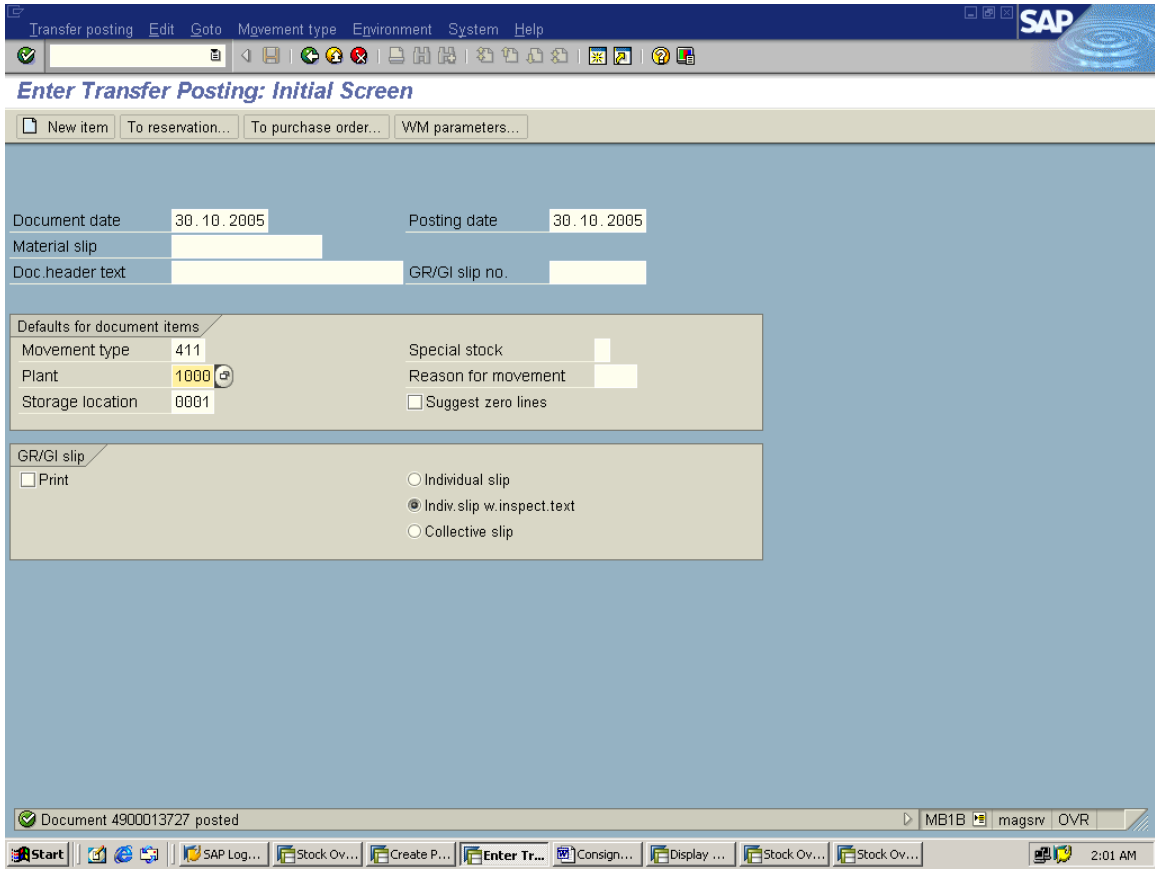 Transfer posting Edit Goto Movement type Environment System Help
SAP
Enter Transfer Posting: Initial Screen
New item To reservation... To purchase order... WM parameters...
Document date 30.10.2005 Posting date 30.10.2005
Material slip
Doc.header text GR/GI slip no.
Defaults for document items
Movement type 411 Special stock
Plant 1000 Reason for movement
Storage location 0001 Suggest zero lines
GR/GI slip
Print Individual slip
Indiv.slip w.inspect.text
Collective slip
Document 4900013727 posted MB1B magsrv OVR
Start SAP Log... Stock Ov... Create P... Enter Tr... Consign... Display ... Stock Ov... Stock Ov... 2:01 AM